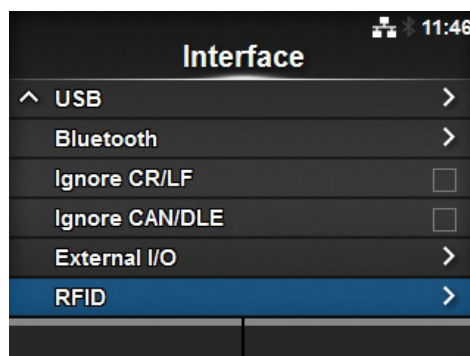 11:46
Interface
USB
Bluetooth
Ignore CR/LF
Ignore CAN/DLE
External I/O
RFID